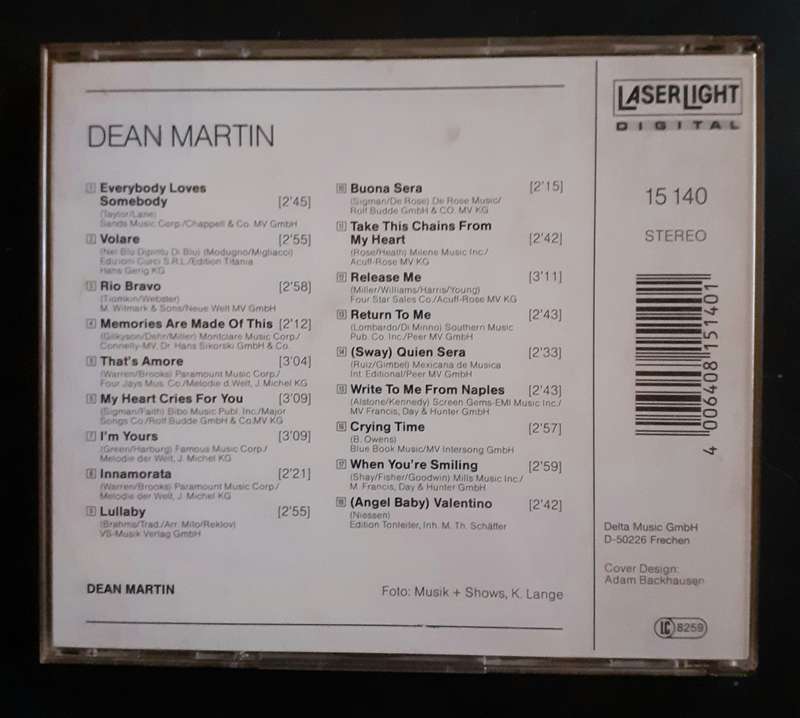 DEAN MARTIN
1 Everybody Loves
Somebody [2'45]
(Taylor/Lane)
Sands Music Corp./Chappell & Co. MV GmbH
2 Volare [2'55]
(Nel Blu Dipintu Di Blu) (Modugno/Migliacci)
Edizioni Curci S.R.L./Edition Titania
Hans Gerig KG
3 Rio Bravo [2'58]
(Tiomkin/Webster)
M. Witmark & Sons/Neue Welt MV GmbH
4 Memories Are Made Of This [2'12]
(Gilkyson/Dehr/Miller) Montclare Music Corp./
Connelly-MV, Dr. Hans Sikorski GmbH & Co.
5 That's Amore [3'04]
(Warren/Brooks) Paramount Music Corp./
Four Jays Mus. Co./Melodie d. Welt, J. Michel KG
6 My Heart Cries For You [3'09]
(Sigman/Faith) Bibo Music Publ. Inc./Major
Songs Co./Rolf Budde GmbH & Co.MV KG
7 I'm Yours [3'09]
(Green/Harburg) Famous Music Corp./
Melodie der Welt, J. Michel KG
8 Innamorata [2'21]
(Warren/Brooks) Paramount Music Corp./
Melodie der Welt, J. Michel KG
9 Lullaby [2'55]
(Brahms/Trad./Arr. Milo/Reklov)
VS-Musik Verlag GmbH
10 Buona Sera [2'15]
(Sigman/De Rose) De Rose Music/
Rolf Budde GmbH & CO. MV KG
11 Take This Chains From
My Heart [2'42]
(Rose/Heath) Milene Music Inc./
Acuff-Rose MV KG
12 Release Me [3'11]
(Miller/Williams/Harris/Young)
Four Star Sales Co./Acuff-Rose MV KG
13 Return To Me [2'43]
(Lombardo/Di Minno) Southern Music
Pub. Co. Inc./Peer MV GmbH
14 (Sway) Quien Sera [2'33]
(Ruiz/Gimbel) Mexicana de Musica
Int. Editional/Peer MV GmbH
15 Write To Me From Naples [2'43]
(Alstone/Kennedy) Screen Gems-EMI Music Inc./
MV Francis, Day & Hunter GmbH
16 Crying Time [2'57]
(B. Owens)
Blue Book Music/MV Intersong GmbH
17 When You're Smiling [2'59]
(Shay/Fisher/Goodwin) Mills Music Inc./
M. Francis, Day & Hunter GmbH
18 (Angel Baby) Valentino [2'42]
(Niessen)
Edition Tonleiter, Inh. M. Th. Schäffer
DEAN MARTIN
Foto: Musik + Shows, K. Lange
LASERLIGHT
DIGITAL
15 140
STEREO
4 006408 151401
Delta Music GmbH
D-50226 Frechen
Cover Design:
Adam Backhausen
LC 8259